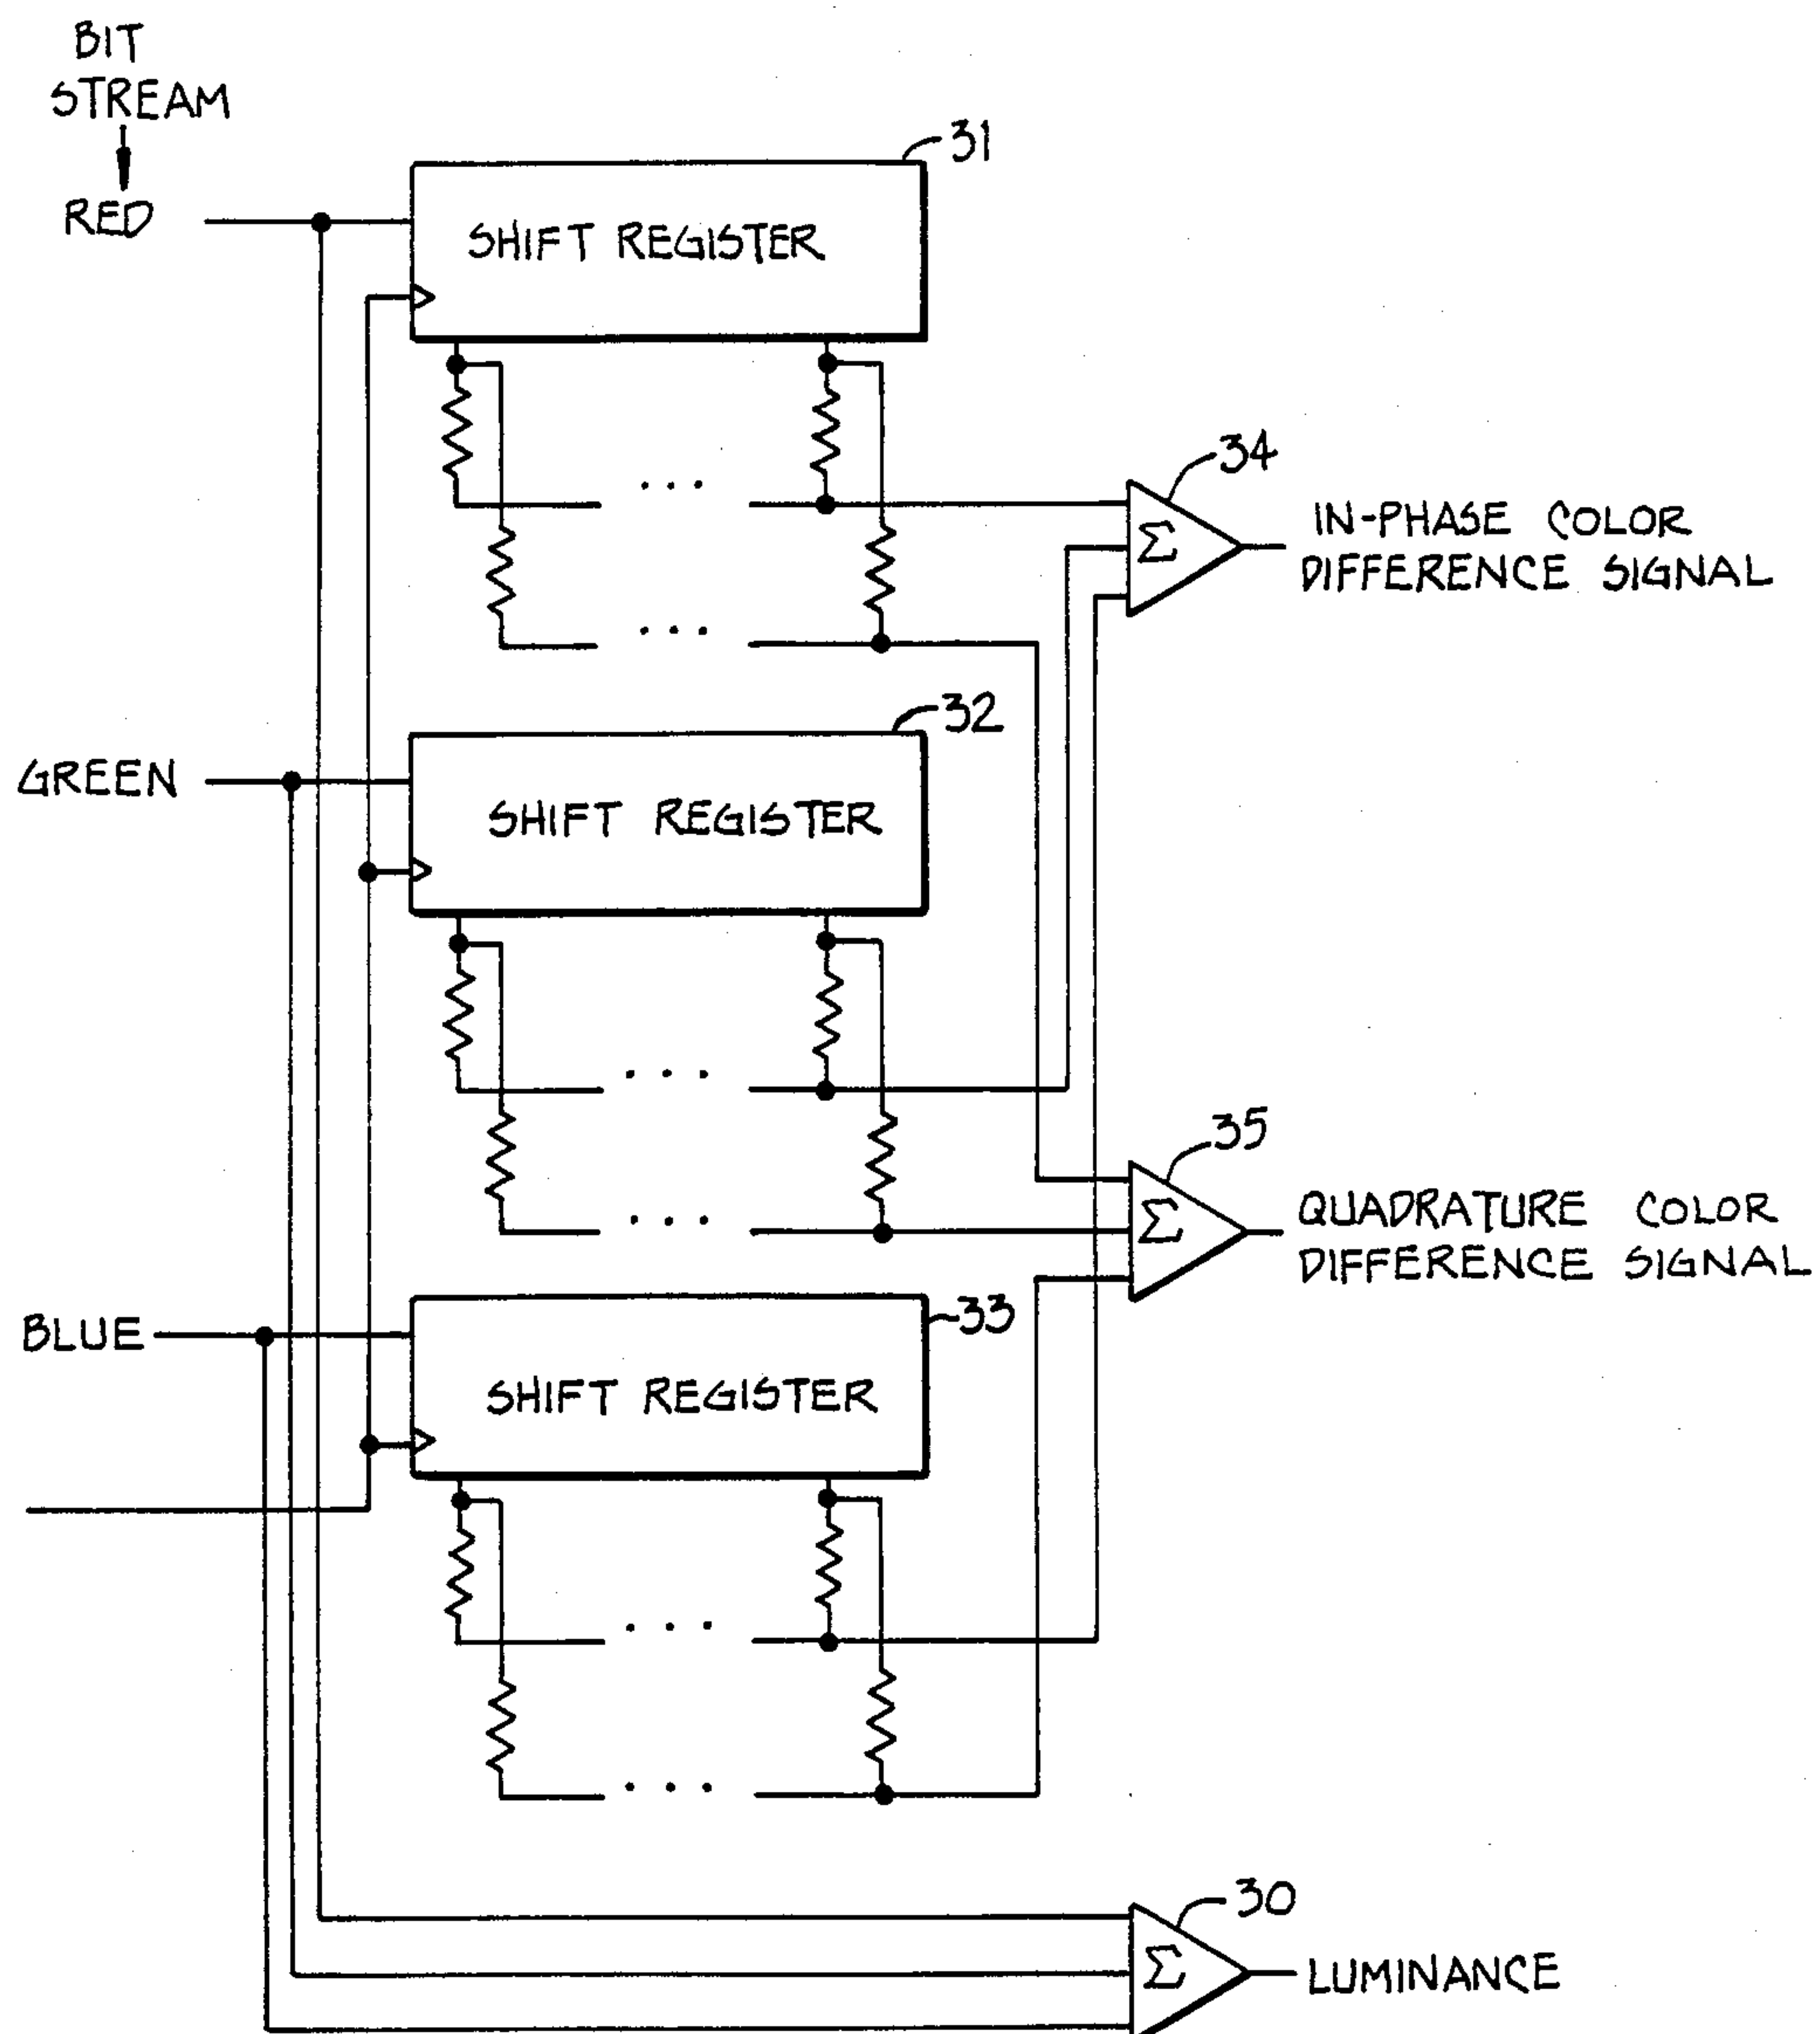 BIT
STREAM
RED
31
SHIFT REGISTER
34
Σ
IN-PHASE COLOR
DIFFERENCE SIGNAL
32
GREEN
SHIFT REGISTER
35
Σ
QUADRATURE COLOR
DIFFERENCE SIGNAL
33
BLUE
SHIFT REGISTER
30
Σ
LUMINANCE